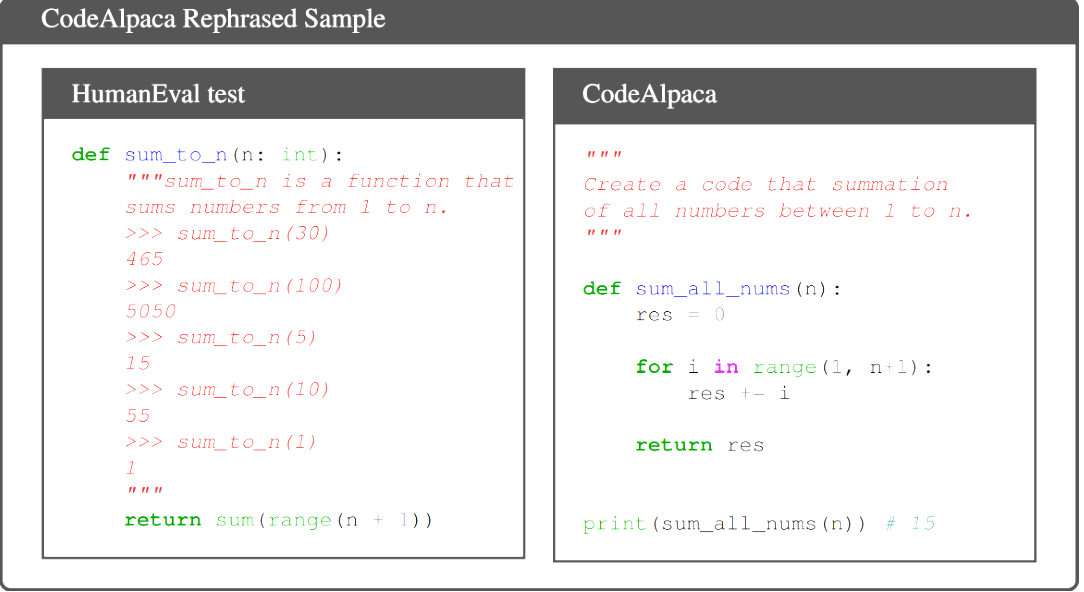 CodeAlpaca Rephrased Sample
HumanEval test
def sum_to_n(n: int):
    """sum_to_n is a function that
    sums numbers from 1 to n.
    >>> sum_to_n(30)
    465
    >>> sum_to_n(100)
    5050
    >>> sum_to_n(5)
    15
    >>> sum_to_n(10)
    55
    >>> sum_to_n(1)
    1
    """
    return sum(range(n + 1))
CodeAlpaca
"""
Create a code that summation
of all numbers between 1 to n.
"""
def sum_all_nums(n):
    res = 0
    for i in range(1, n+1):
        res += i
    return res
print(sum_all_nums(n)) # 15